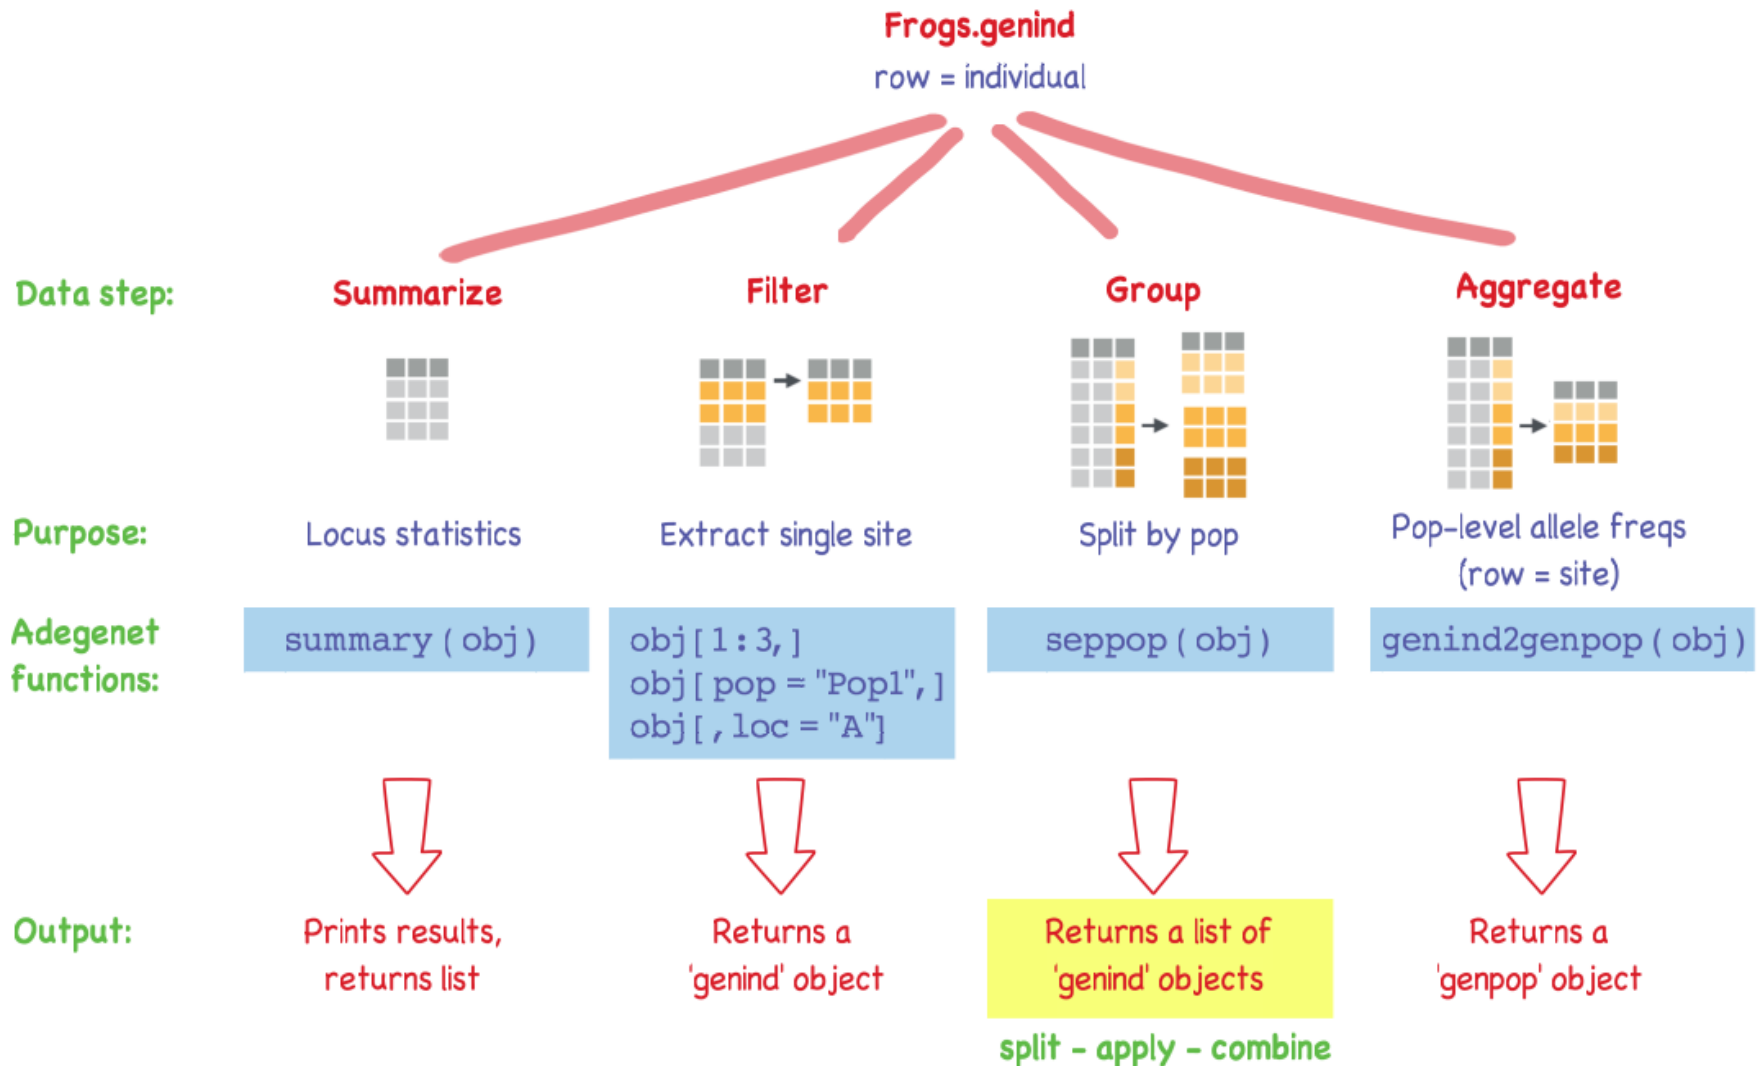 Frogs.genind
row = individual
Data step:
Summarize
Filter
Group
Aggregate
Purpose:
Locus statistics
Extract single site
Split by pop
Pop-level allele freqs
(row = site)
Adegenet
functions:
summary(obj)
obj[1:3,]
obj[pop = "Pop1",]
obj[,loc = "A"]
seppop(obj)
genind2genpop(obj)
Output:
Prints results,
returns list
Returns a
'genind' object
Returns a list of
'genind' objects
Returns a
'genpop' object
split - apply - combine